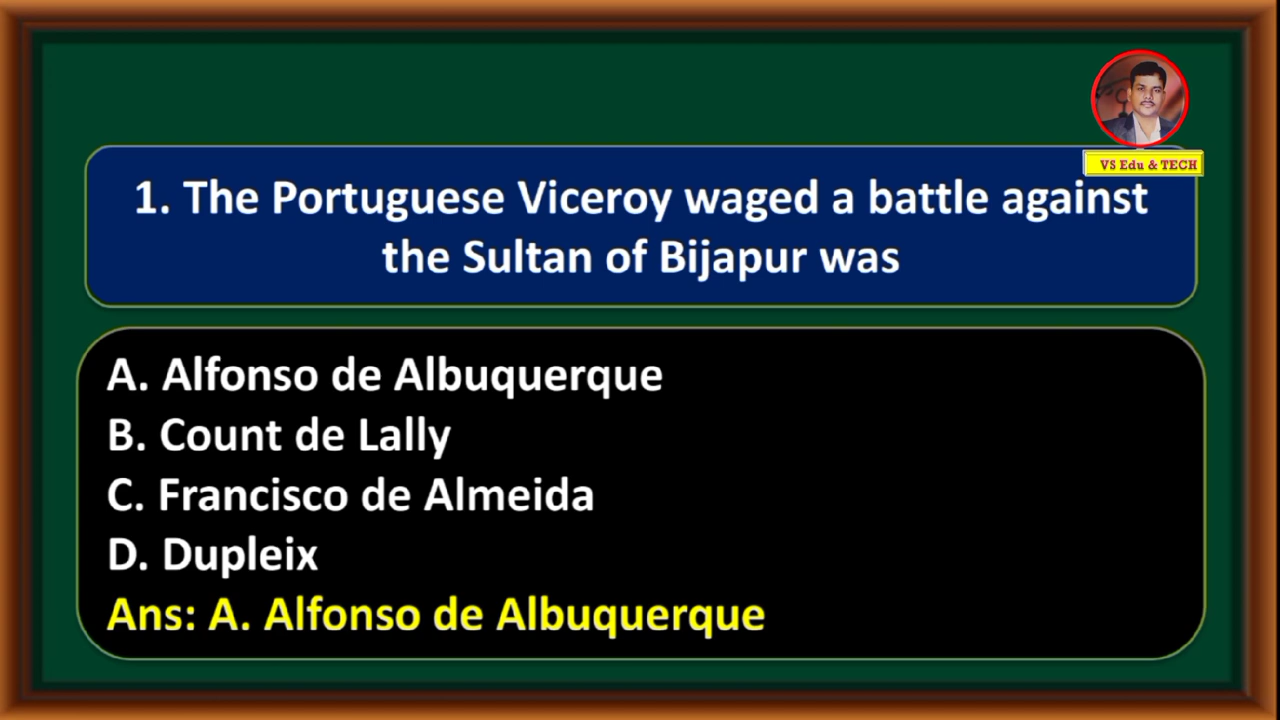 VS Edu & TECH
1. The Portuguese Viceroy waged a battle against
the Sultan of Bijapur was
A. Alfonso de Albuquerque
B. Count de Lally
C. Francisco de Almeida
D. Dupleix
Ans: A. Alfonso de Albuquerque